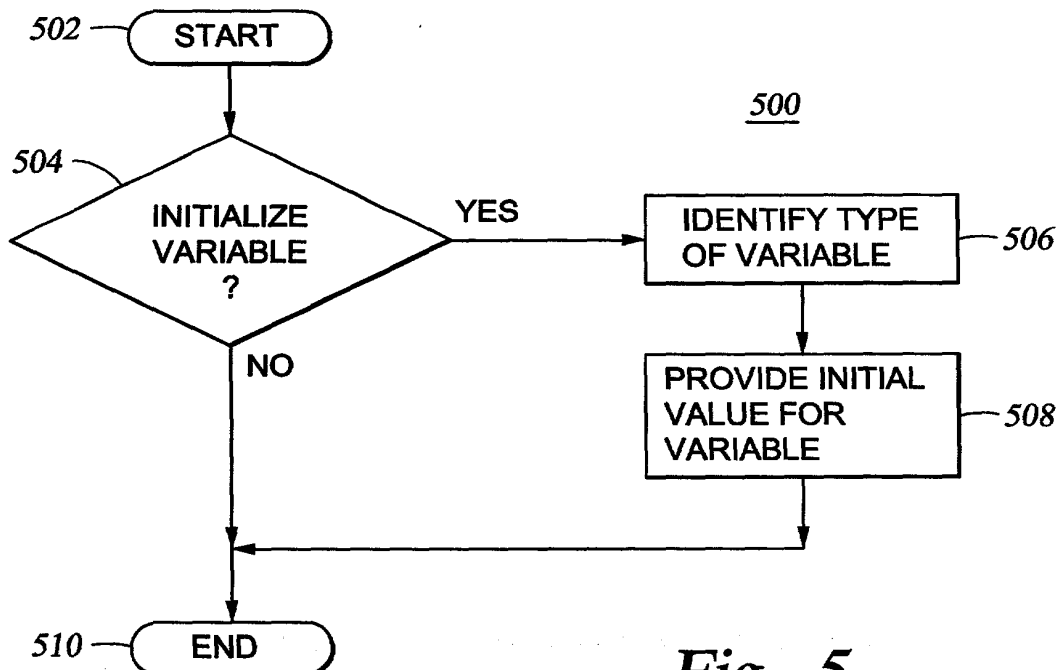 502
START
500
504
INITIALIZE
VARIABLE
?
YES
IDENTIFY TYPE
OF VARIABLE
506
NO
PROVIDE INITIAL
VALUE FOR
VARIABLE
508
510
END
Fig. 5